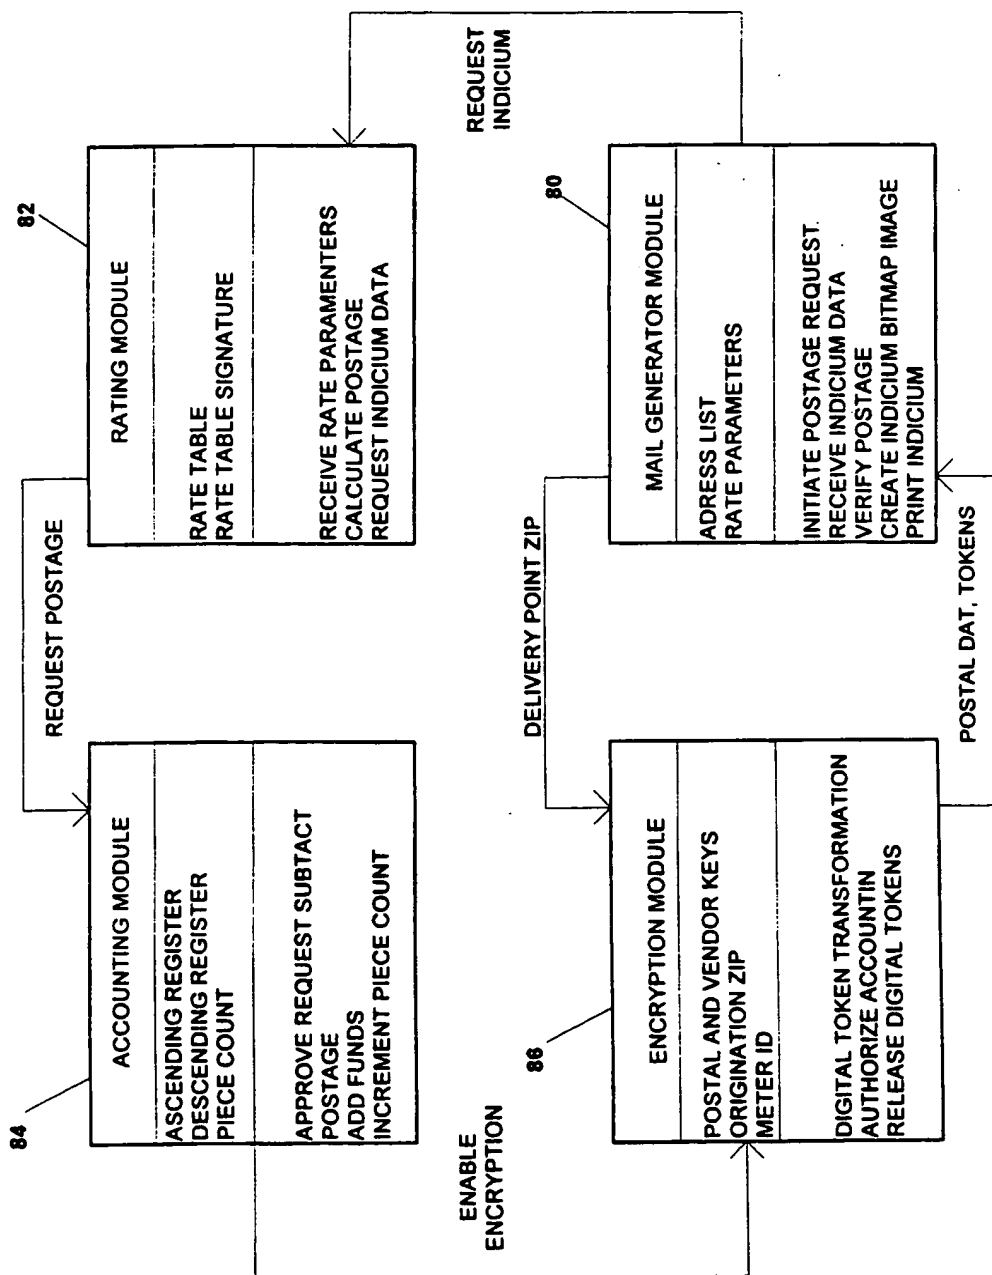 REQUEST POSTAGE
84
ACCOUNTING MODULE
ASCENDING REGISTER
DESCENDING REGISTER
PIECE COUNT
APPROVE REQUEST SUBTACT
POSTAGE
ADD FUNDS
INCREMENT PIECE COUNT
82
RATING MODULE
RATE TABLE
RATE TABLE SIGNATURE
RECEIVE RATE PARAMENTERS
CALCULATE POSTAGE
REQUEST INDICIUM DATA
ENABLE
ENCRYPTION
REQUEST
INDICIUM
DELIVERY POINT ZIP
86
ENCRYPTION MODULE
POSTAL AND VENDOR KEYS
ORIGINATION ZIP
METER ID
DIGITAL TOKEN TRANSFORMATION
AUTHORIZE ACCOUNTIN
RELEASE DIGITAL TOKENS
80
MAIL GENERATOR MODULE
ADRESS LIST
RATE PARAMETERS
INITIATE POSTAGE REQUEST.
RECEIVE INDICIUM DATA
VERIFY POSTAGE
CREATE INDICIUM BITMAP IMAGE
PRINT INDICIUM
POSTAL DAT, TOKENS